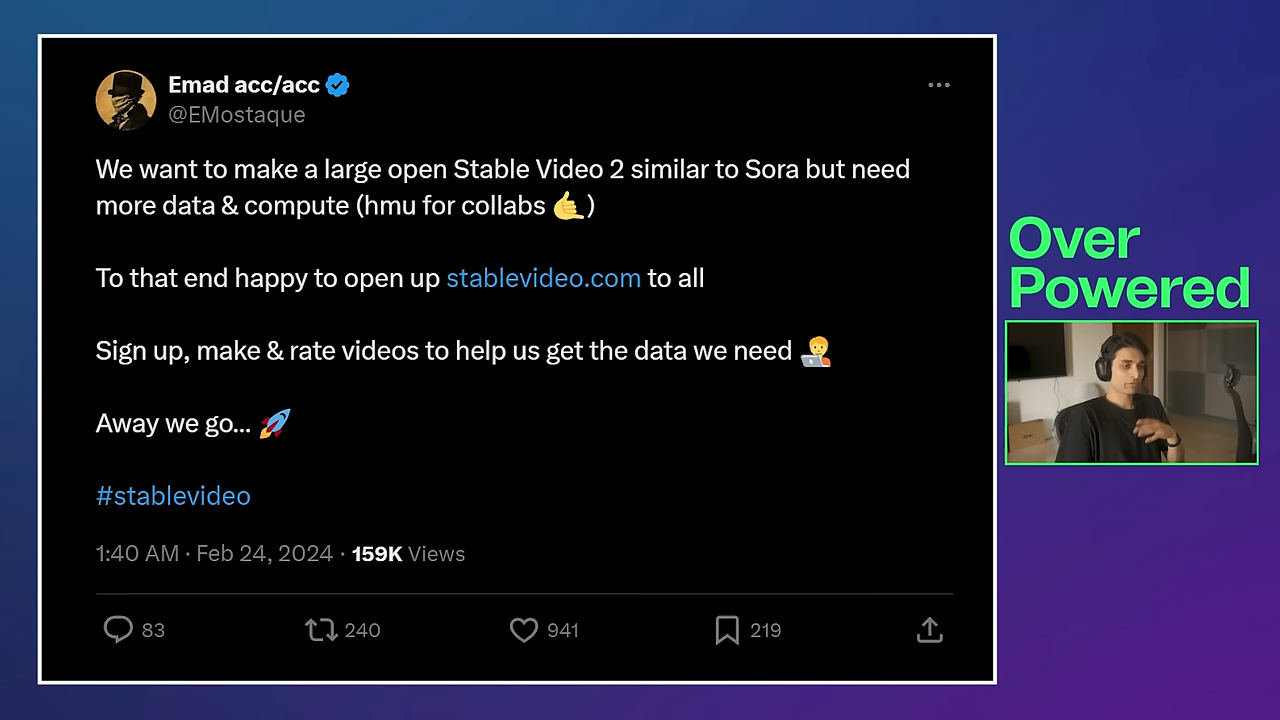 Emad acc/acc
@EMostaque
We want to make a large open Stable Video 2 similar to Sora but need
more data & compute (hmu for collabs 🤙)
To that end happy to open up stablevideo.com to all
Sign up, make & rate videos to help us get the data we need 🧑‍💻
Away we go... 🚀
#stablevideo
1:40 AM · Feb 24, 2024 · 159K Views
83 240 941 219
Over
Powered